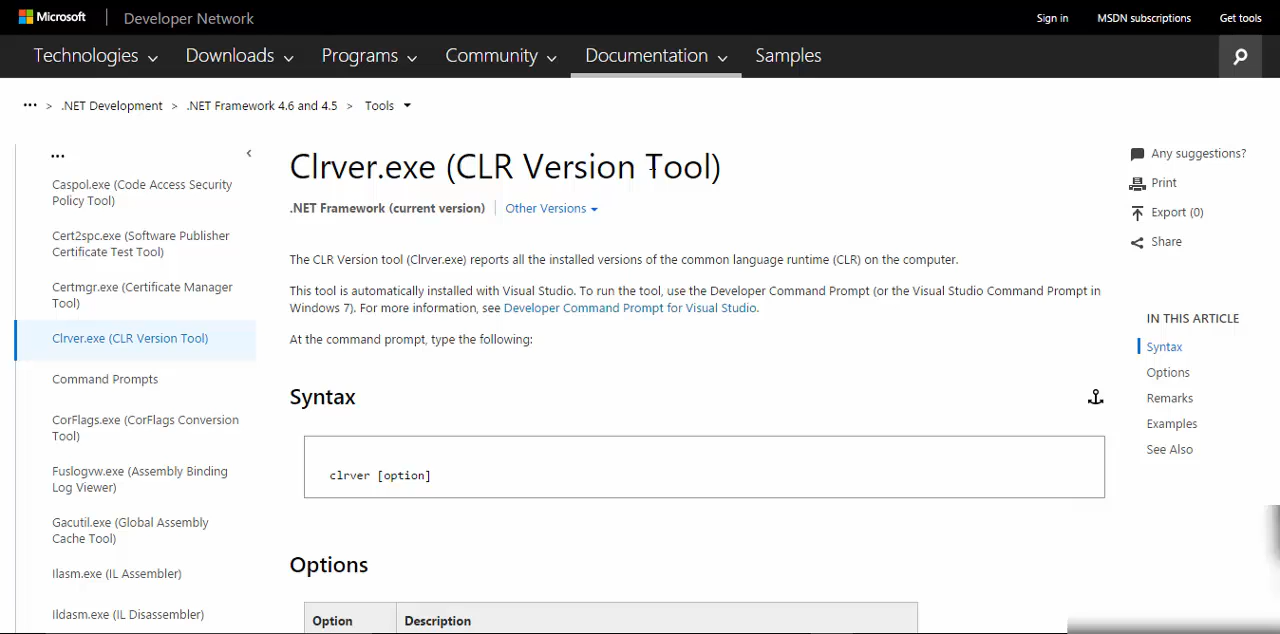 Microsoft
Developer Network
Sign in
MSDN subscriptions
Get tools
Technologies
Downloads
Programs
Community
Documentation
Samples
... > .NET Development > .NET Framework 4.6 and 4.5 > Tools
...
Caspol.exe (Code Access Security
Policy Tool)
Cert2spc.exe (Software Publisher
Certificate Test Tool)
Certmgr.exe (Certificate Manager
Tool)
Clrver.exe (CLR Version Tool)
Command Prompts
CorFlags.exe (CorFlags Conversion
Tool)
Fuslogvw.exe (Assembly Binding
Log Viewer)
Gacutil.exe (Global Assembly
Cache Tool)
Ilasm.exe (IL Assembler)
Ildasm.exe (IL Disassembler)
Clrver.exe (CLR Version Tool)
.NET Framework (current version)
Other Versions
The CLR Version tool (Clrver.exe) reports all the installed versions of the common language runtime (CLR) on the computer.
This tool is automatically installed with Visual Studio. To run the tool, use the Developer Command Prompt (or the Visual Studio Command Prompt in
Windows 7). For more information, see Developer Command Prompt for Visual Studio.
At the command prompt, type the following:
Syntax
clrver [option]
Options
Option
Description
Any suggestions?
Print
Export (0)
Share
IN THIS ARTICLE
Syntax
Options
Remarks
Examples
See Also